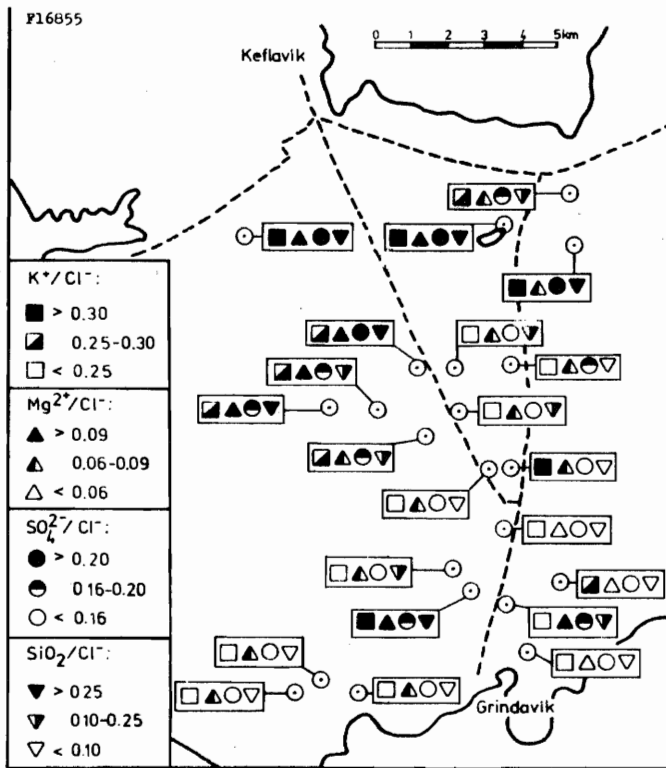 F16855
Keflavik
0 1 2 3 4 5km
K⁺/Cl⁻:
> 0.30
0.25-0.30
< 0.25
Mg²⁺/Cl⁻:
> 0.09
0.06-0.09
< 0.06
SO₄²⁻/Cl⁻:
> 0.20
0.16-0.20
< 0.16
SiO₂/Cl⁻:
> 0.25
0.10-0.25
< 0.10
Grindavik